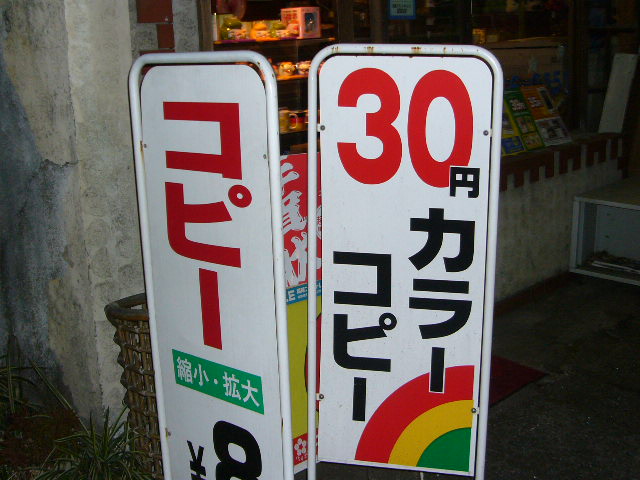 コピー
縮小・拡大
¥8
30円
カラー
コピー